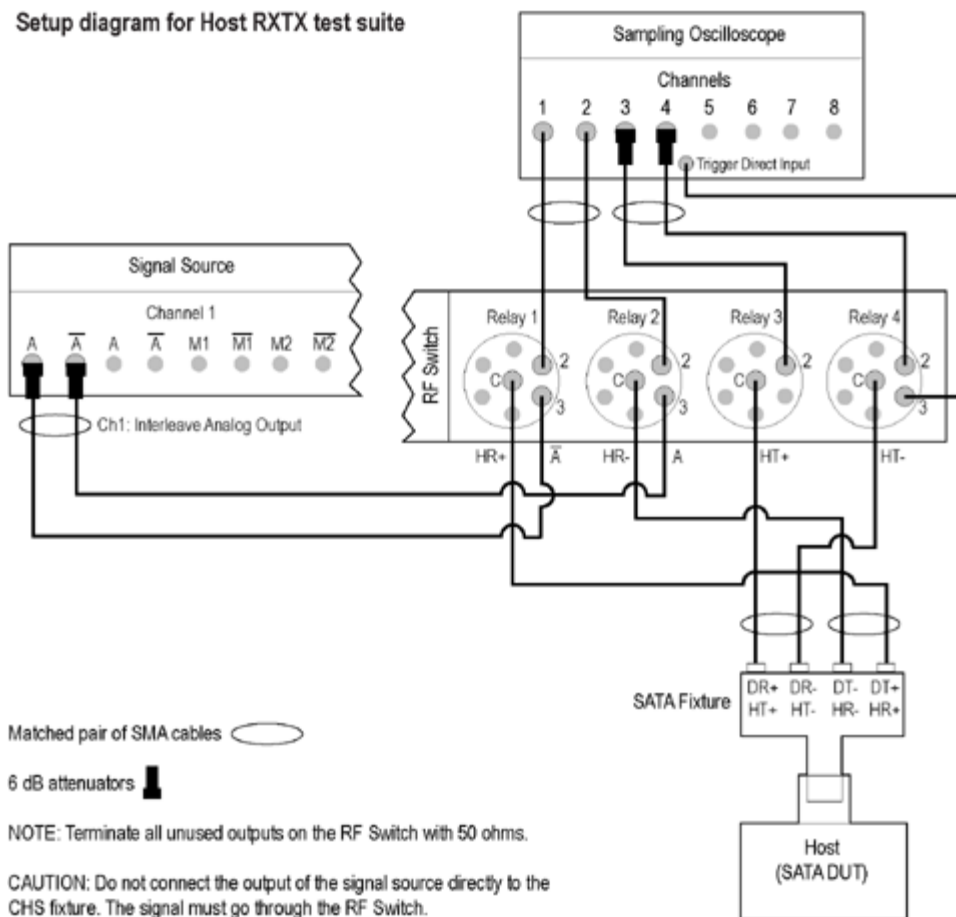 Setup diagram for Host RXTX test suite
Sampling Oscilloscope
Channels
1 2 3 4 5 6 7 8
Trigger Direct Input
Signal Source
Channel 1
A A̅ A A̅ M1 M̅1̅ M2 M̅2̅
Ch1: Interleave Analog Output
RF Switch
Relay 1 Relay 2 Relay 3 Relay 4
2 2 2 2
C C C C
3 3 3
HR+ A̅ HR- A HT+ HT-
SATA Fixture
DR+ DR- DT- DT+
HT+ HT- HR- HR+
Host
(SATA DUT)
Matched pair of SMA cables
6 dB attenuators
NOTE: Terminate all unused outputs on the RF Switch with 50 ohms.
CAUTION: Do not connect the output of the signal source directly to the
CHS fixture. The signal must go through the RF Switch.